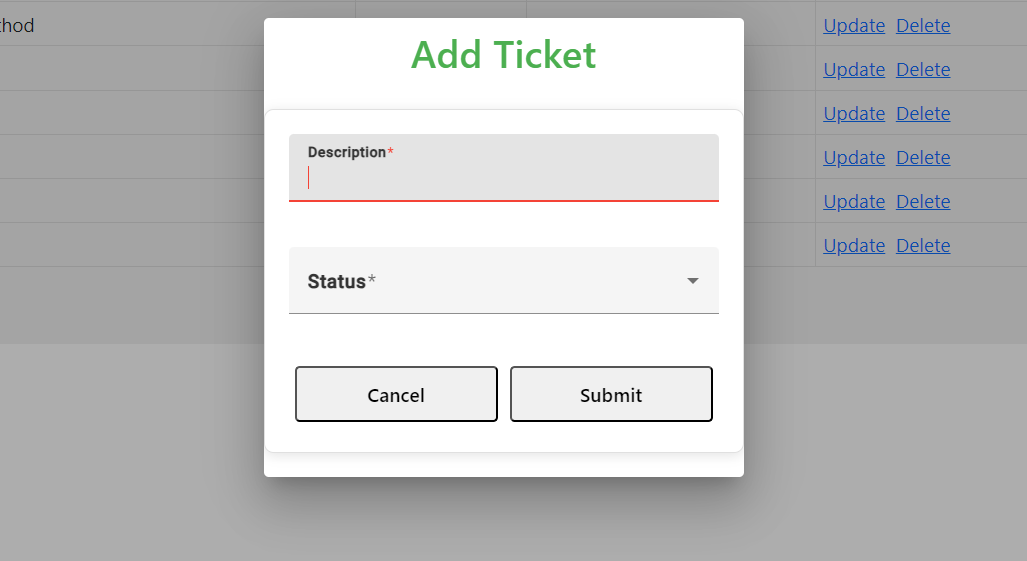 thod
Update Delete
Add Ticket
Update Delete
Update Delete
Description*
Update Delete
Update Delete
Update Delete
Status*
Cancel Submit